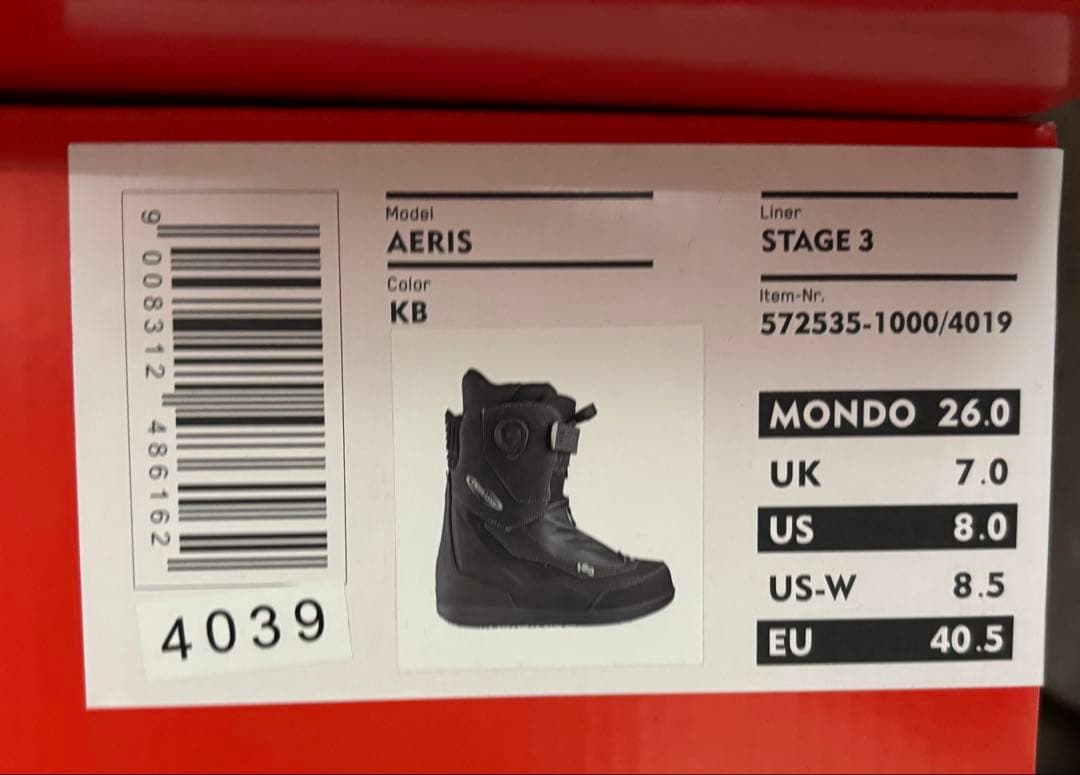 9 008312 486162
4039
Model
AERIS
Color
KB
Liner
STAGE 3
Item-Nr.
572535-1000/4019
MONDO 26.0
UK 7.0
US 8.0
US-W 8.5
EU 40.5